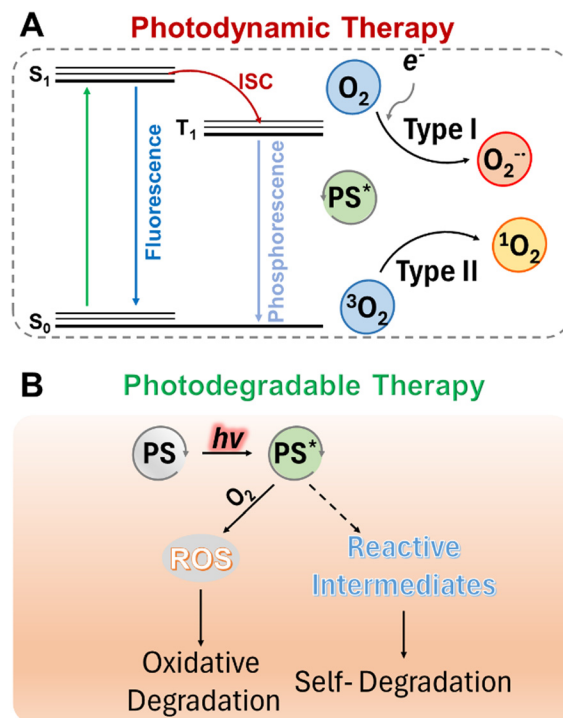 A
Photodynamic Therapy
S₁
ISC
T₁
Fluorescence
Phosphorescence
S₀
O₂
e⁻
Type I
O₂⁻·
PS*
¹O₂
Type II
³O₂
B
Photodegradable Therapy
PS
hv
PS*
O₂
ROS
Reactive
Intermediates
Oxidative
Degradation
Self- Degradation